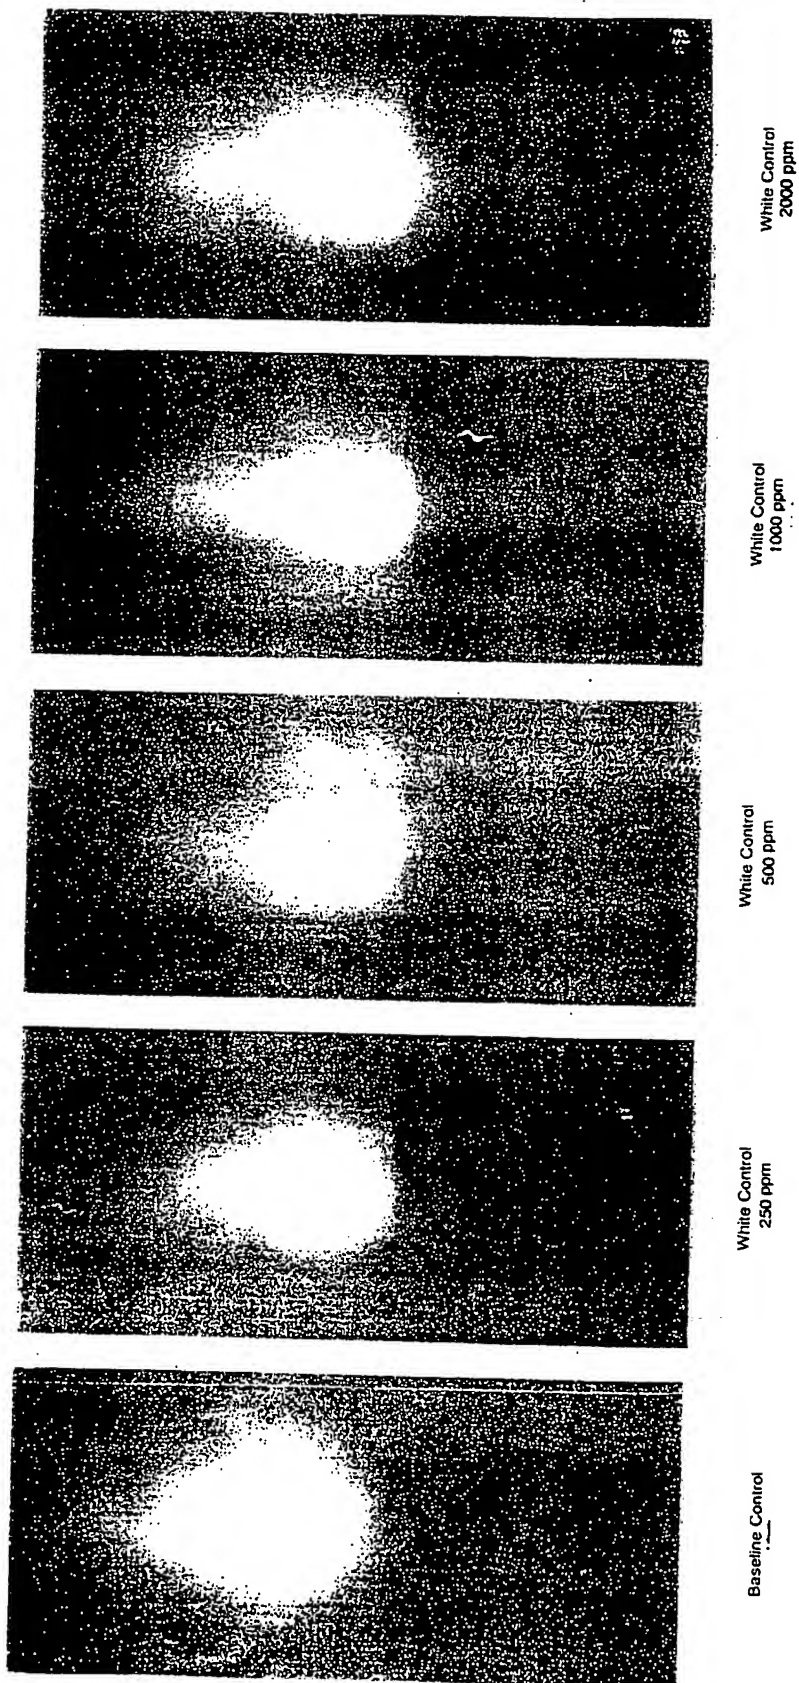 White Control
2000 ppm
White Control
1000 ppm
White Control
500 ppm
White Control
250 ppm
Baseline Control